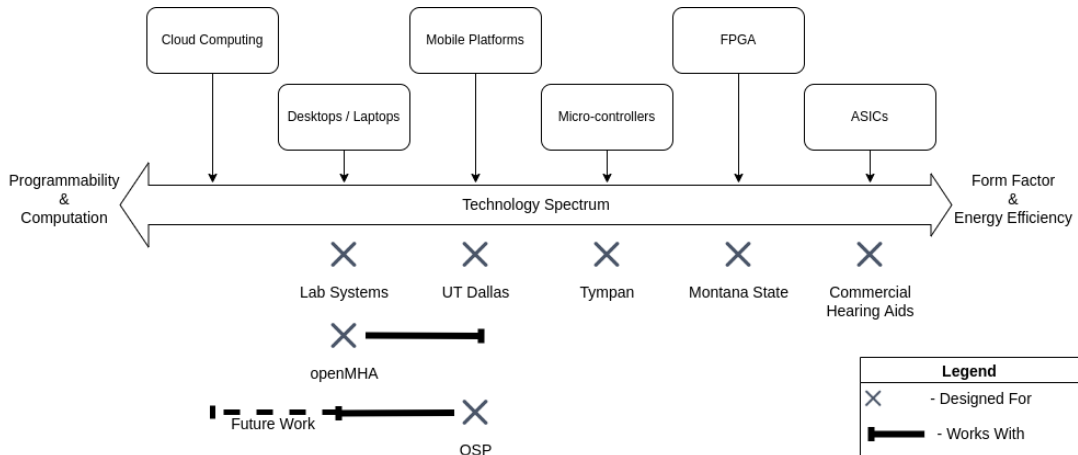 Cloud Computing
Mobile Platforms
FPGA
Desktops / Laptops
Micro-controllers
ASICs
Programmability
&
Computation
Technology Spectrum
Form Factor
&
Energy Efficiency
Lab Systems
UT Dallas
Tympan
Montana State
Commercial
Hearing Aids
openMHA
Future Work
OSP
Legend
- Designed For
- Works With